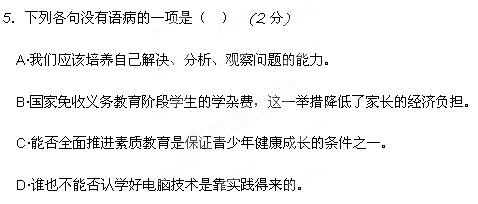 5. 下列各句没有语病的一项是（ ） (2分)
A·我们应该培养自己解决、分析、观察问题的能力。
B·国家免收义务教育阶段学生的学杂费，这一举措降低了家长的经济负担。
C·能否全面推进素质教育是保证青少年健康成长的条件之一。
D·谁也不能否认学好电脑技术是靠实践得来的。